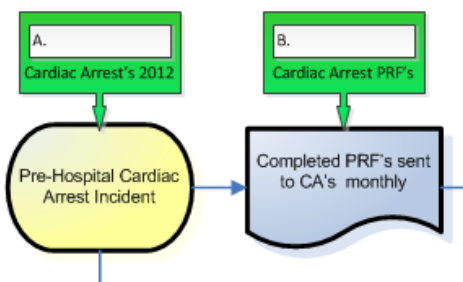 A.
Cardiac Arrest's 2012
B.
Cardiac Arrest PRF's
Pre-Hospital Cardiac
Arrest Incident
Completed PRF's sent
to CA's monthly